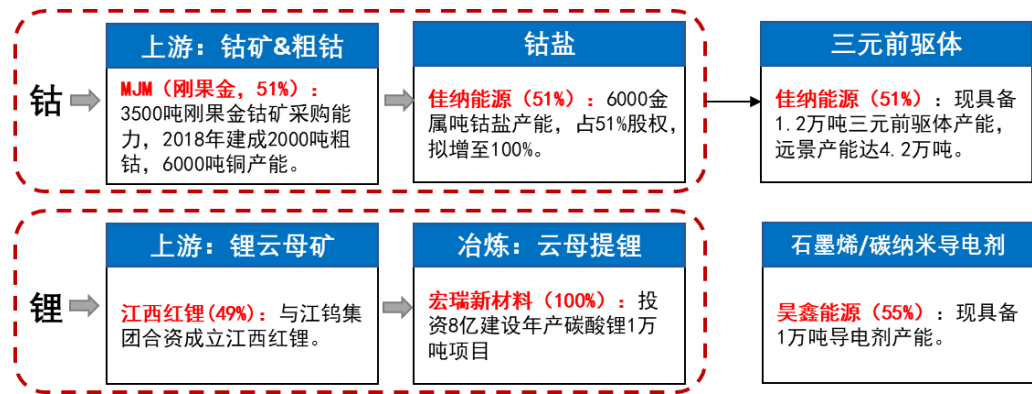 钴
上游：钴矿&粗钴
MJM（刚果金，51%）：
3500吨刚果金钴矿采购能
力，2018年建成2000吨粗
钴，6000吨铜产能。
钴盐
佳纳能源（51%）：6000金
属吨钴盐产能，占51%股权，
拟增至100%。
三元前驱体
佳纳能源（51%）：现具备
1.2万吨三元前驱体产能，
远景产能达4.2万吨。
锂
上游：锂云母矿
江西红锂(49%)：与江钨集
团合资成立江西红锂。
冶炼：云母提锂
宏瑞新材料（100%）：投
资8亿建设年产碳酸锂1万
吨项目
石墨烯/碳纳米导电剂
昊鑫能源（55%）：现具备
1万吨导电剂产能。